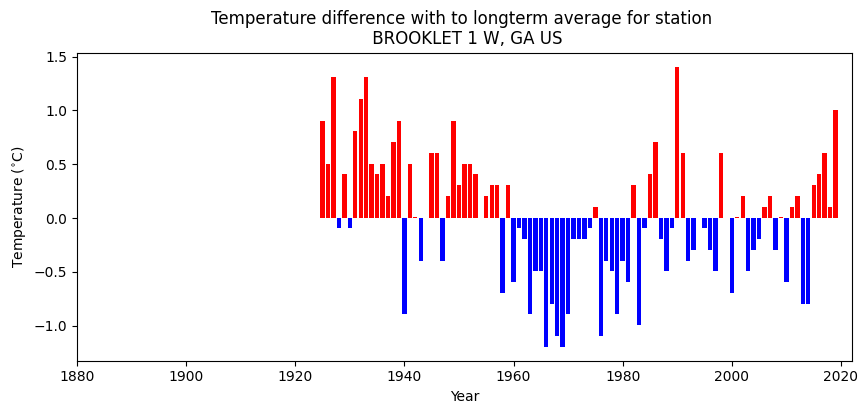 Temperature difference with to longterm average for station
BROOKLET 1 W, GA US
1.5
1.0
0.5
0.0
−0.5
−1.0
Temperature (°C)
1880 1900 1920 1940 1960 1980 2000 2020
Year